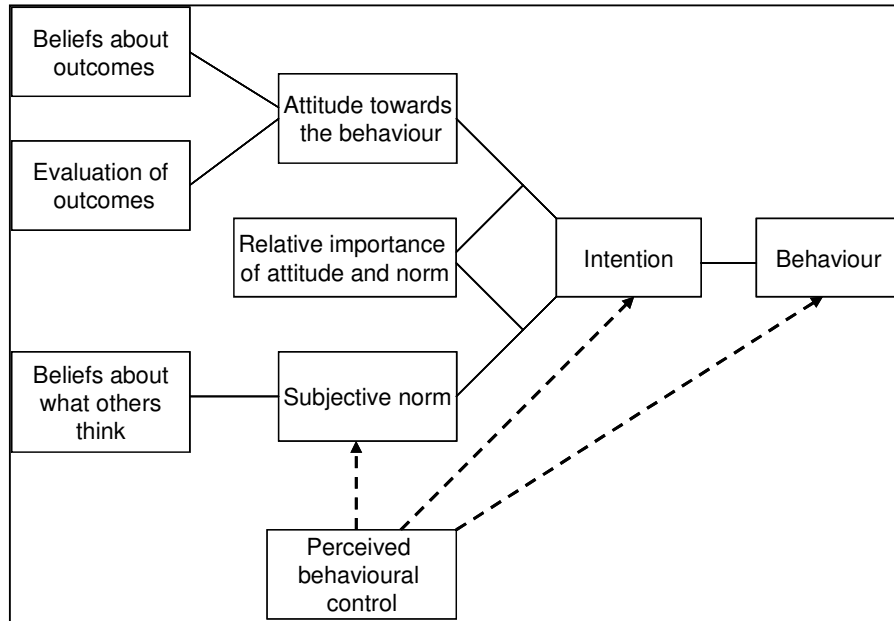 Beliefs about
outcomes
Attitude towards
the behaviour
Evaluation of
outcomes
Relative importance
of attitude and norm
Intention
Behaviour
Beliefs about
what others
think
Subjective norm
Perceived
behavioural
control